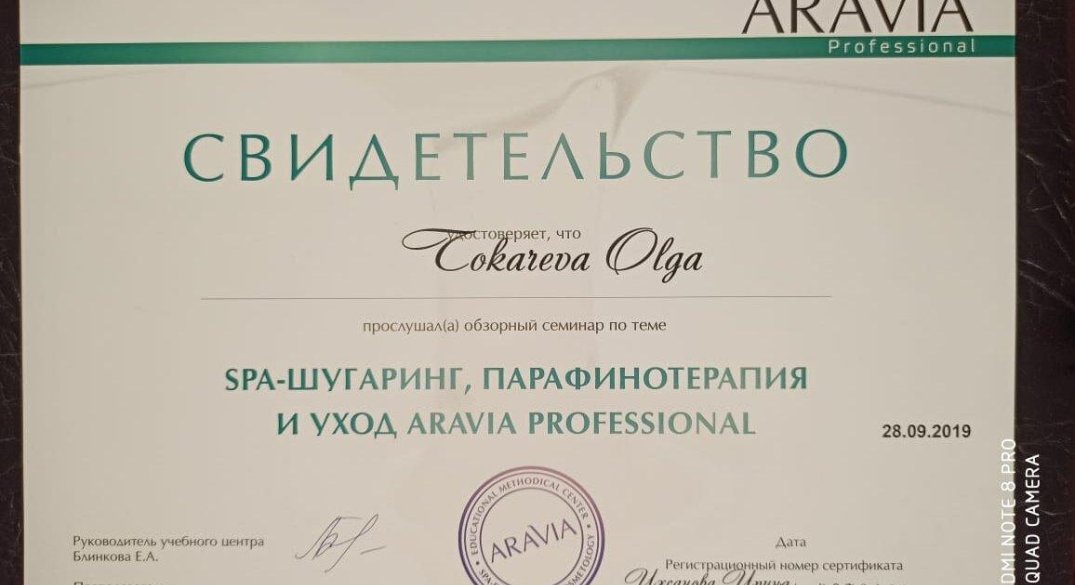 ARAVIA
Professional
СВИДЕТЕЛЬСТВО
удостоверяет, что
Tokareva Olga
прослушал(а) обзорный семинар по теме
SPA-ШУГАРИНГ, ПАРАФИНОТЕРАПИЯ
И УХОД ARAVIA PROFESSIONAL
28.09.2019
EDUCATIONAL METHODICAL CENTER
ARAVIA
Руководитель учебного центра
Блинкова Е.А.
Дата
Регистрационный номер сертификата
QUAD CAMERA
MI NOTE 8 PRO